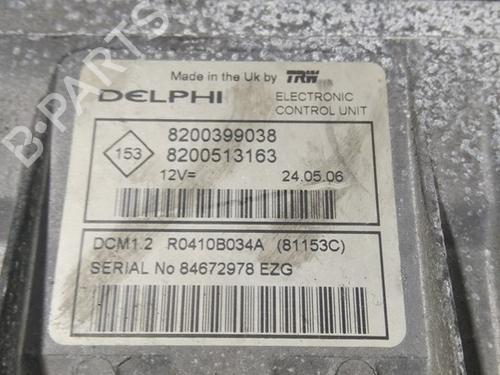 Made in the Uk by TRW
DELPHI ELECTRONIC
CONTROL UNIT
153
8200399038
8200513163
12V= 24.05.06
DCM1.2 R0410B034A (81153C)
SERIAL No 84672978 EZG
B-PARTS